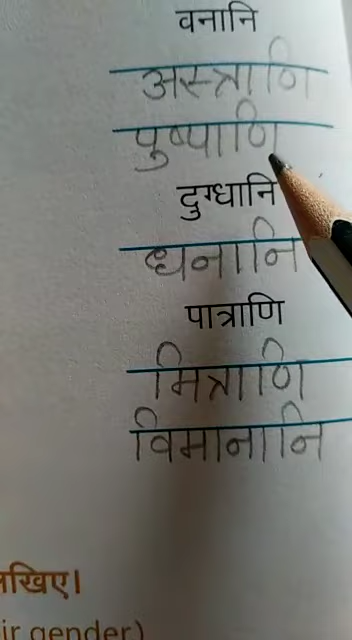 वनानि
अस्त्राणि
पुष्पाणि
दुग्धानि
धनानि
पात्राणि
मित्राणि
विमानानि
खिए।
ir gender)